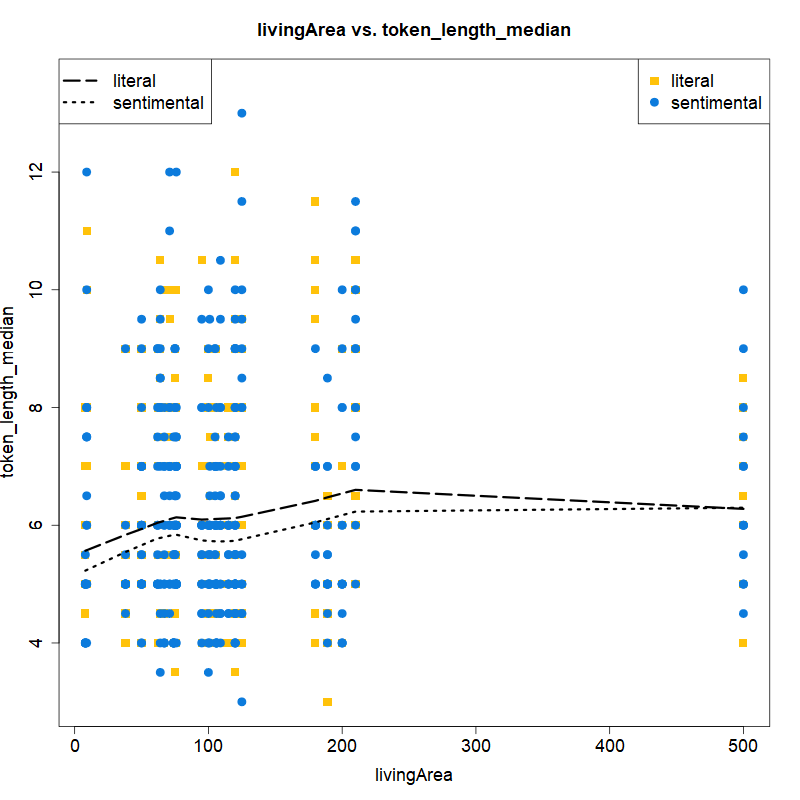 livingArea vs. token_length_median
literal
sentimental
literal
sentimental
token_length_median
12
10
8
6
4
0 100 200 300 400 500
livingArea